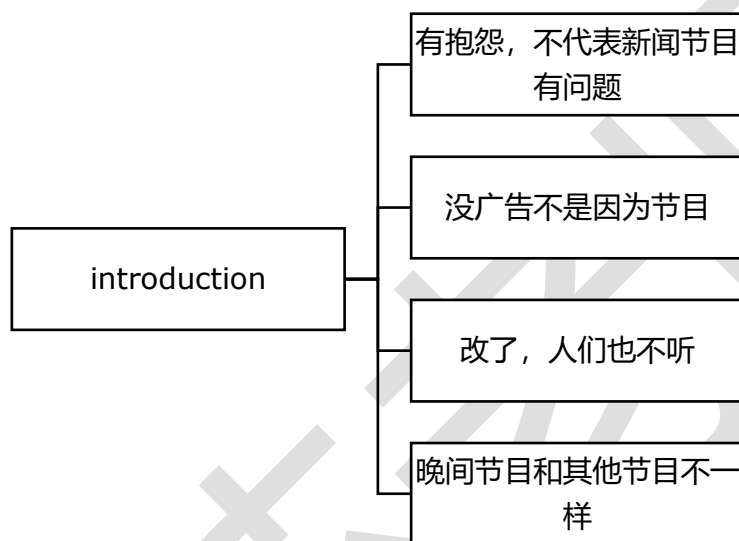 有抱怨，不代表新闻节目
有问题
没广告不是因为节目
introduction
改了，人们也不听
晚间节目和其他节目不一
样